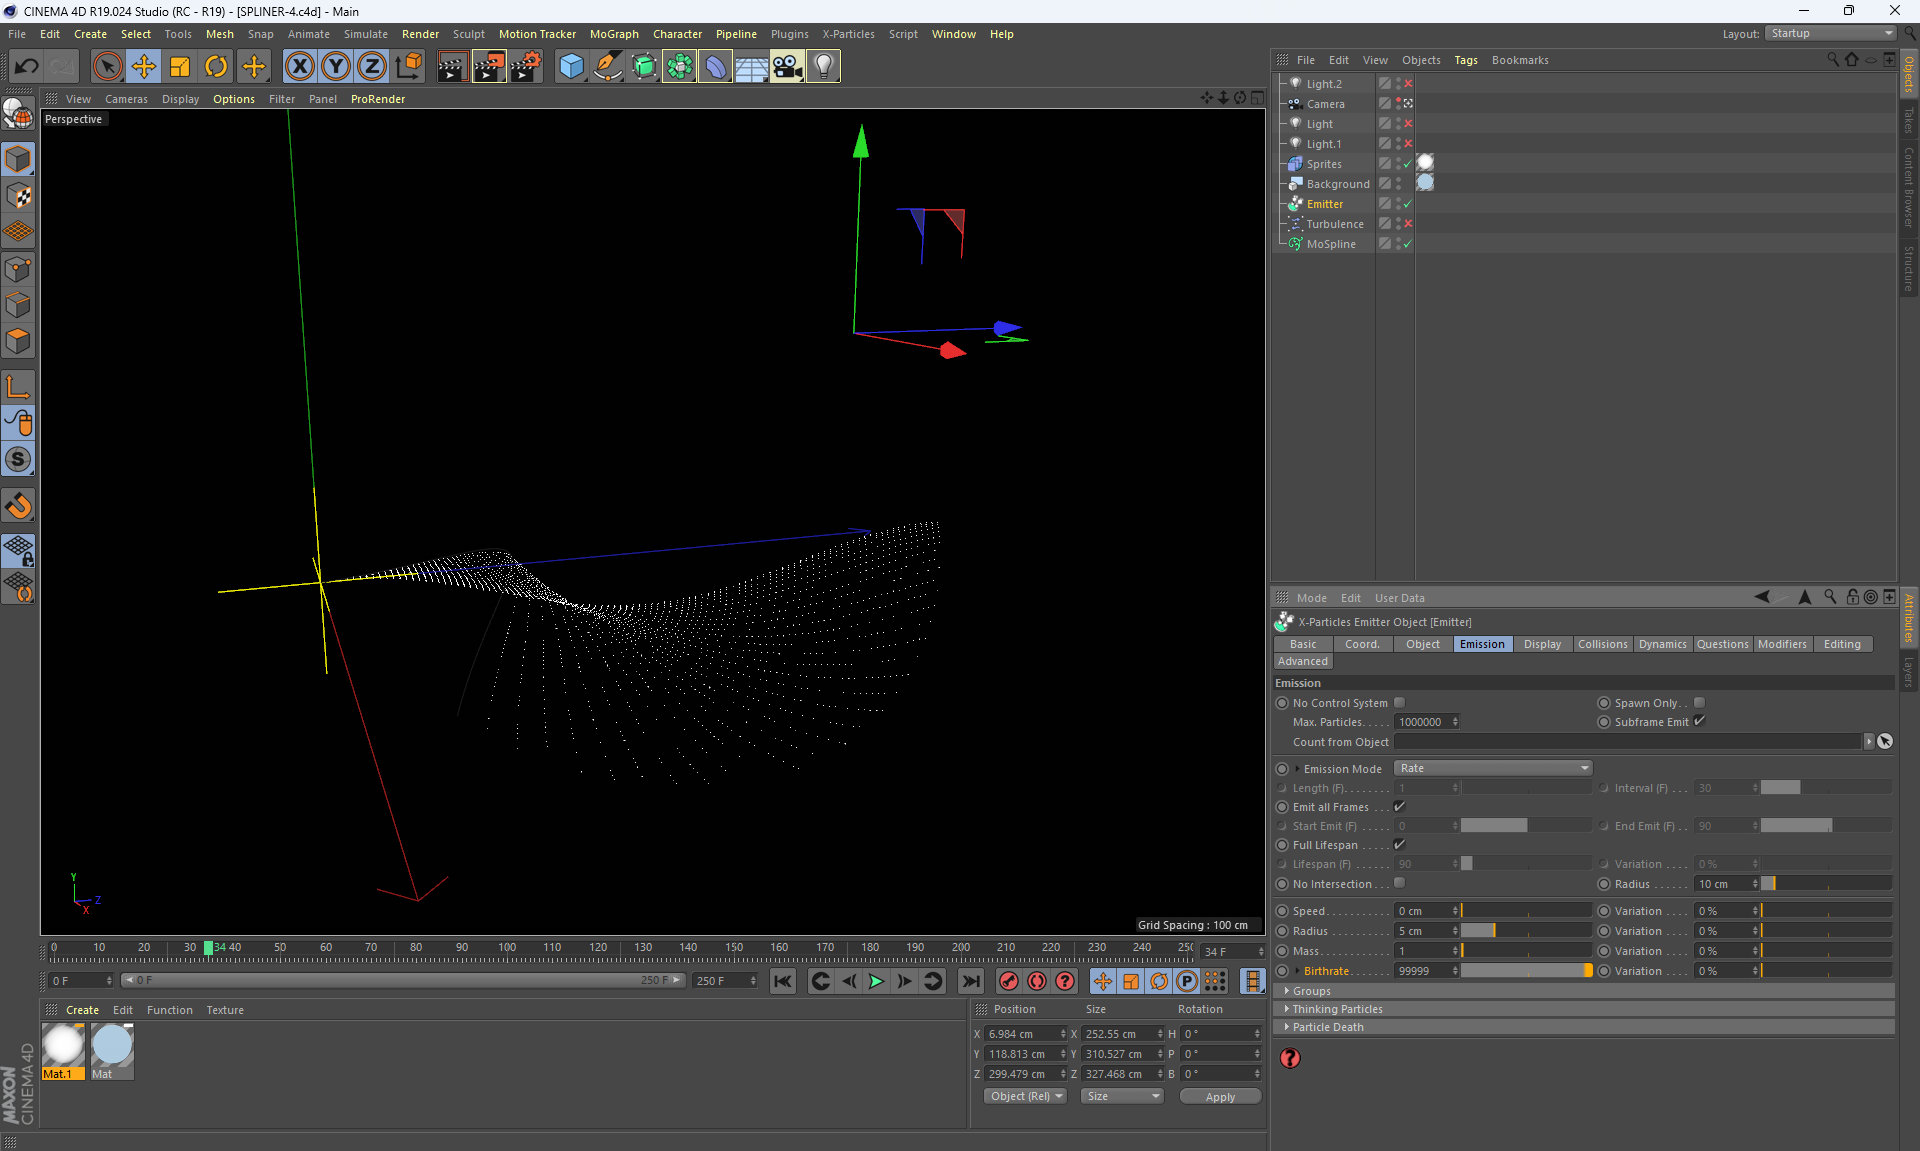 CINEMA 4D R19.024 Studio (RC - R19) - [SPLINER-4.c4d] - Main
File Edit Create Select Tools Mesh Snap Animate Simulate Render Sculpt Motion Tracker MoGraph Character Pipeline Plugins X-Particles Script Window Help
Layout: Startup
View Cameras Display Options Filter Panel ProRender
Perspective
Grid Spacing : 100 cm
Y
Z
X
0 10 20 30 34 40 50 60 70 80 90 100 110 120 130 140 150 160 170 180 190 200 210 220 230 240 250
34 F
0 F
0 F
250 F
250 F
Create Edit Function Texture
Mat.1
Mat
MAXON
CINEMA 4D
Position Size Rotation
X 6.984 cm X 252.55 cm H 0 °
Y 118.813 cm Y 310.527 cm P 0 °
Z 299.479 cm Z 327.468 cm B 0 °
Object (Rel) Size Apply
File Edit View Objects Tags Bookmarks
Light.2
Camera
Light
Light.1
Sprites
Background
Emitter
Turbulence
MoSpline
Objects
Takes
Content Browser
Structure
Mode Edit User Data
X-Particles Emitter Object [Emitter]
Basic Coord. Object Emission Display Collisions Dynamics Questions Modifiers Editing
Advanced
Emission
No Control System
Spawn Only. .
Max. Particles. . . . . 1000000
Subframe Emit
Count from Object
Emission Mode Rate
Length (F). . . . . . . . 1
Interval (F) . . . 30
Emit all Frames . . .
Start Emit (F) . . . . . 0
End Emit (F) . . 90
Full Lifespan . . . . .
Lifespan (F) . . . . . . 90
Variation . . . . 0 %
No Intersection . . .
Radius . . . . . . 10 cm
Speed. . . . . . . . . . . 0 cm
Variation . . . . 0 %
Radius . . . . . . . . . . 5 cm
Variation . . . . 0 %
Mass. . . . . . . . . . . . 1
Variation . . . . 0 %
Birthrate. . . . . . . 99999
Variation . . . . 0 %
Groups
Thinking Particles
Particle Death
Attributes
Layers